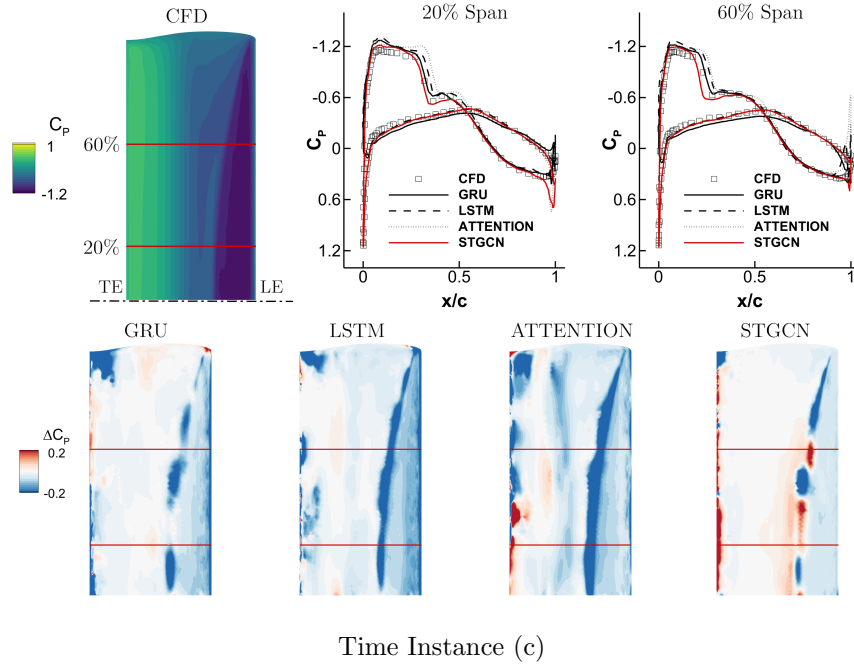 CFD
20% Span
60% Span
C_P
1
-1.2
60%
20%
TE
LE
-1.2
-0.6
0
0.6
1.2
C_P
CFD
GRU
LSTM
ATTENTION
STGCN
0
0.5
1
x/c
-1.2
-0.6
0
0.6
1.2
C_P
CFD
GRU
LSTM
ATTENTION
STGCN
0
0.5
1
x/c
GRU
LSTM
ATTENTION
STGCN
ΔC_P
0.2
-0.2
Time Instance (c)